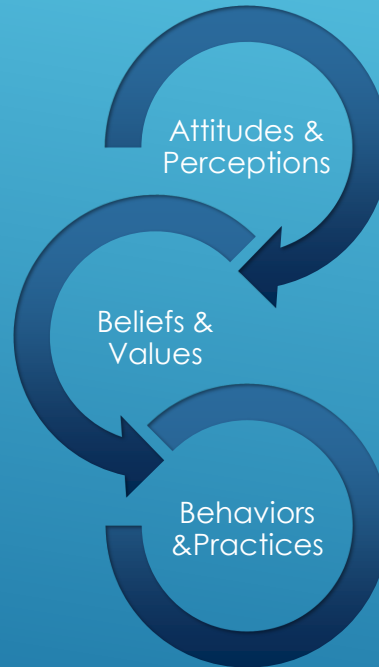 Attitudes &
Perceptions
Beliefs &
Values
Behaviors
&Practices